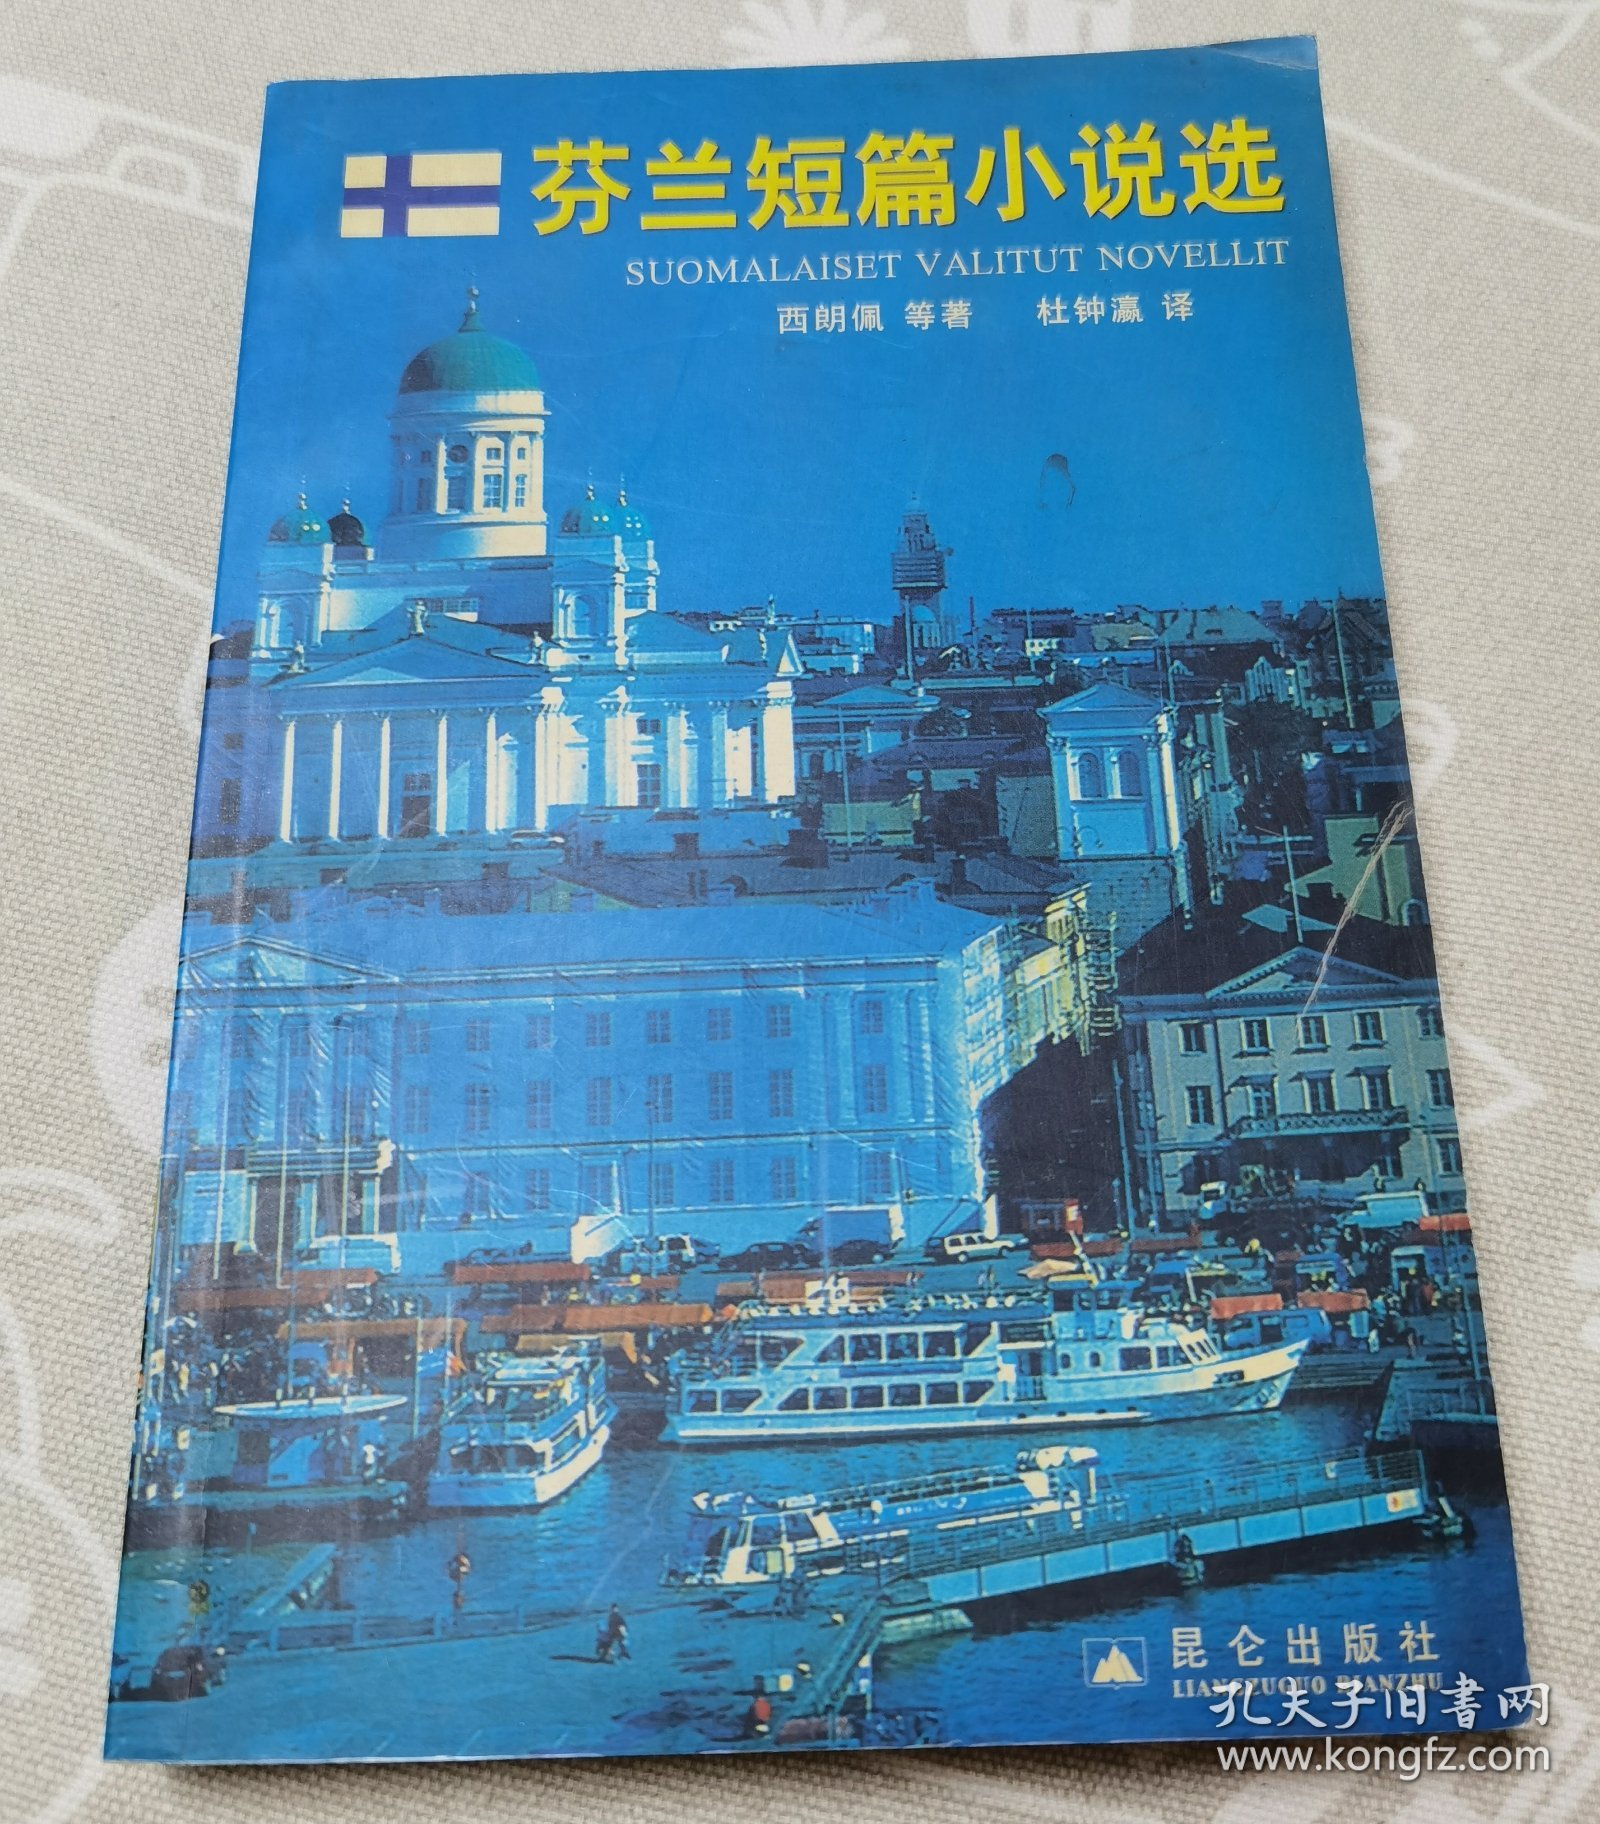 芬兰短篇小说选
SUOMALAISET VALITUT NOVELLIT
西朗佩 等著 杜钟瀛 译
昆仑出版社
孔夫子旧书网
www.kongfz.com